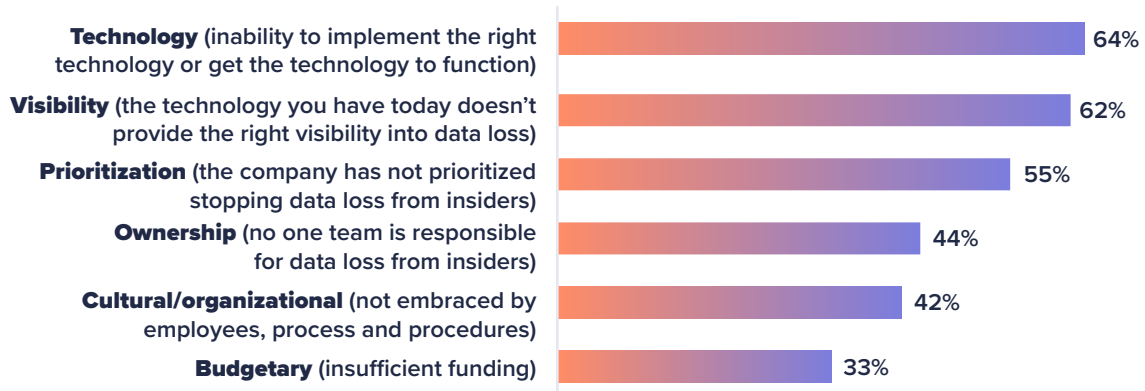 Technology (inability to implement the right
technology or get the technology to function)
64%
Visibility (the technology you have today doesn’t
provide the right visibility into data loss)
62%
Prioritization (the company has not prioritized
stopping data loss from insiders)
55%
Ownership (no one team is responsible
for data loss from insiders)
44%
Cultural/organizational (not embraced by
employees, process and procedures)
42%
Budgetary (insufficient funding)
33%